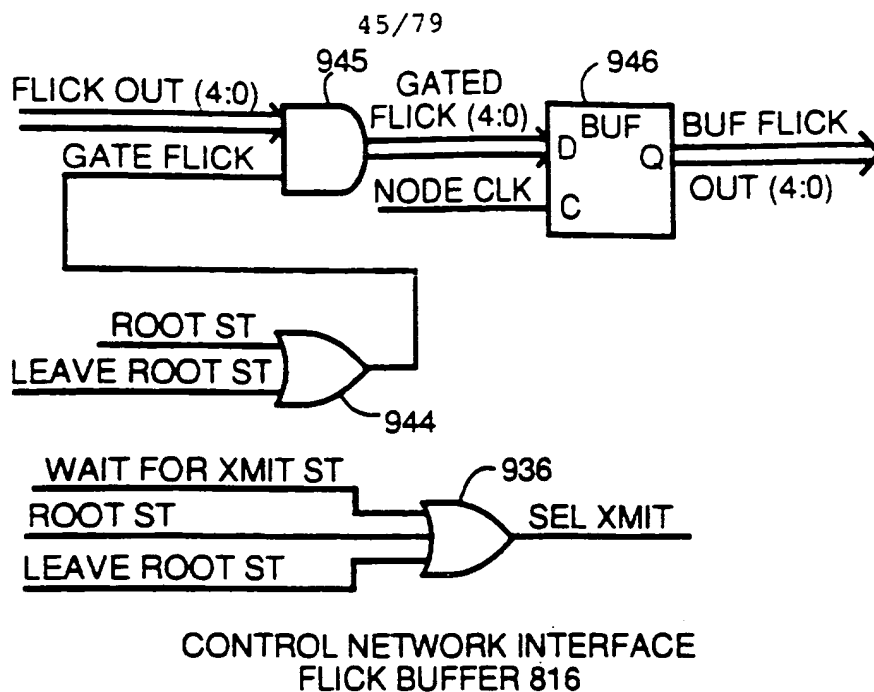 45/79
945
946
FLICK OUT (4:0)
GATED
FLICK (4:0)
BUF
BUF FLICK
D
Q
OUT (4:0)
GATE FLICK
NODE CLK
C
ROOT ST
LEAVE ROOT ST
944
WAIT FOR XMIT ST
936
ROOT ST
SEL XMIT
LEAVE ROOT ST
CONTROL NETWORK INTERFACE
FLICK BUFFER 816